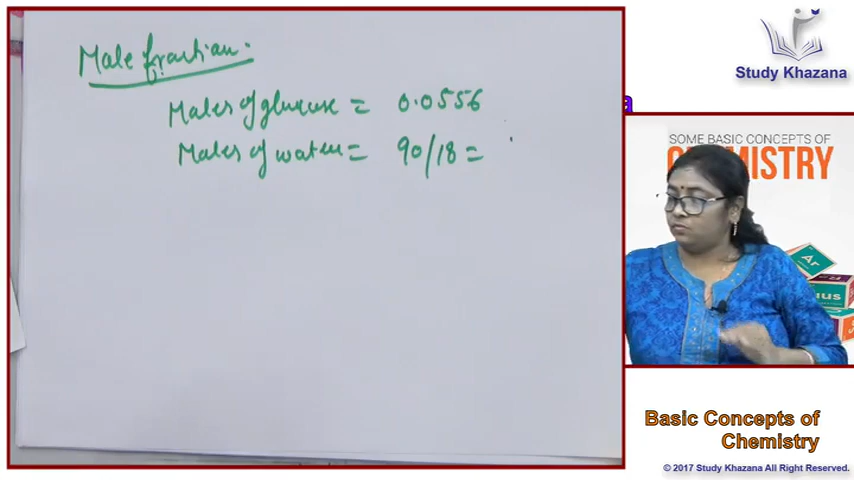 Mole fraction.
Moles of glucose = 0.0556
Moles of water = 90/18 =
Study Khazana
a
SOME BASIC CONCEPTS OF
CHEMISTRY
Ar
Basic Concepts of
Chemistry
© 2017 Study Khazana All Right Reserved.